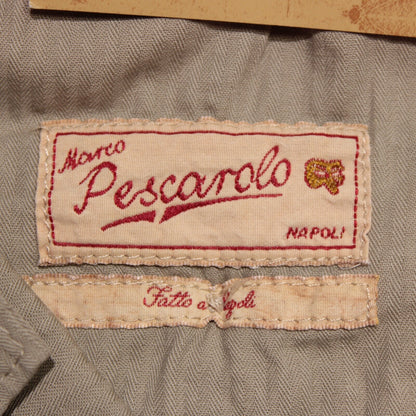 Marco
Pescarolo
NAPOLI
Fatto a Napoli